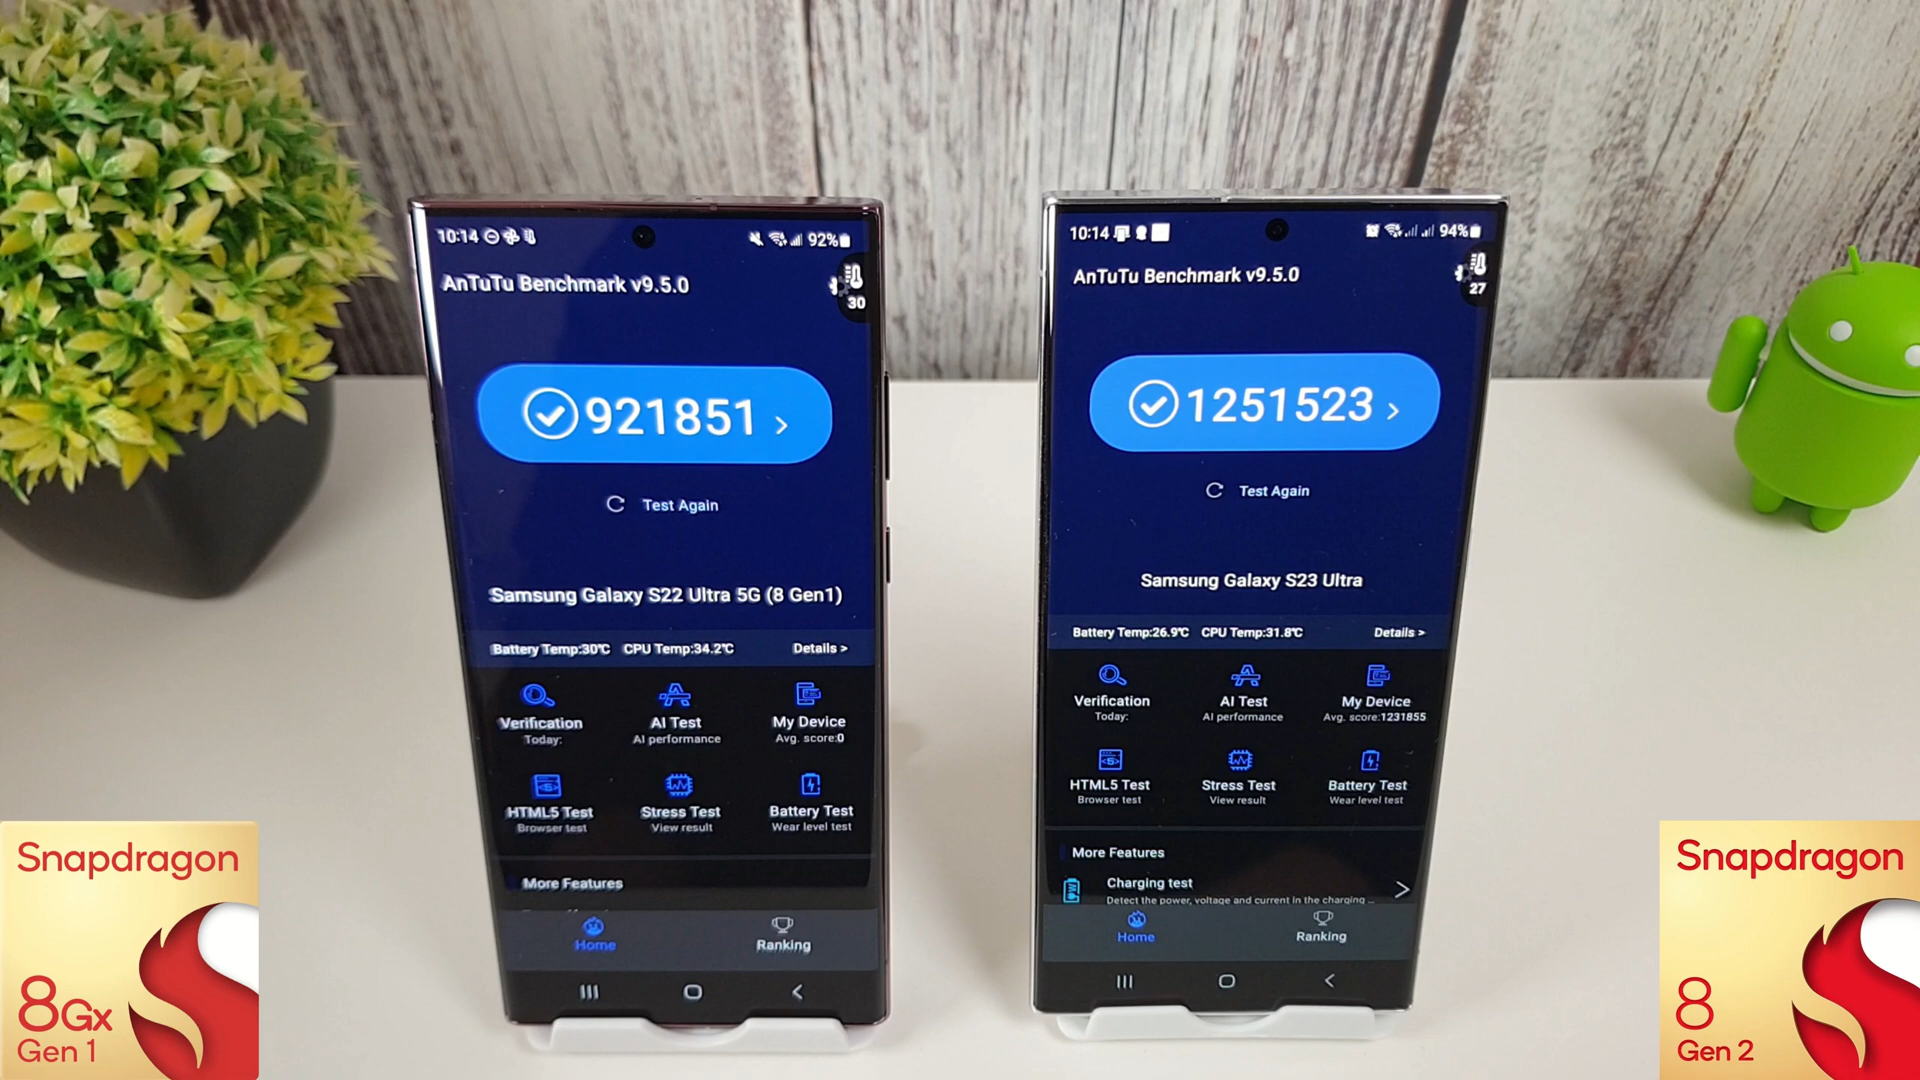 10:14
92%
AnTuTu Benchmark v9.5.0
30
921851 >
Test Again
Samsung Galaxy S22 Ultra 5G (8 Gen1)
Battery Temp:30℃ CPU Temp:34.2℃ Details >
Verification
Today:
AI Test
AI performance
My Device
Avg. score:0
HTML5 Test
Browser test
Stress Test
View result
Battery Test
Wear level test
More Features
Home
Ranking
10:14
94%
AnTuTu Benchmark v9.5.0
27
1251523 >
Test Again
Samsung Galaxy S23 Ultra
Battery Temp:26.9℃ CPU Temp:31.8℃ Details >
Verification
Today:
AI Test
AI performance
My Device
Avg. score:1231855
HTML5 Test
Browser test
Stress Test
View result
Battery Test
Wear level test
More Features
Charging test
Detect the power, voltage and current in the charging ...
Home
Ranking
Snapdragon
8Gx
Gen 1
Snapdragon
8
Gen 2